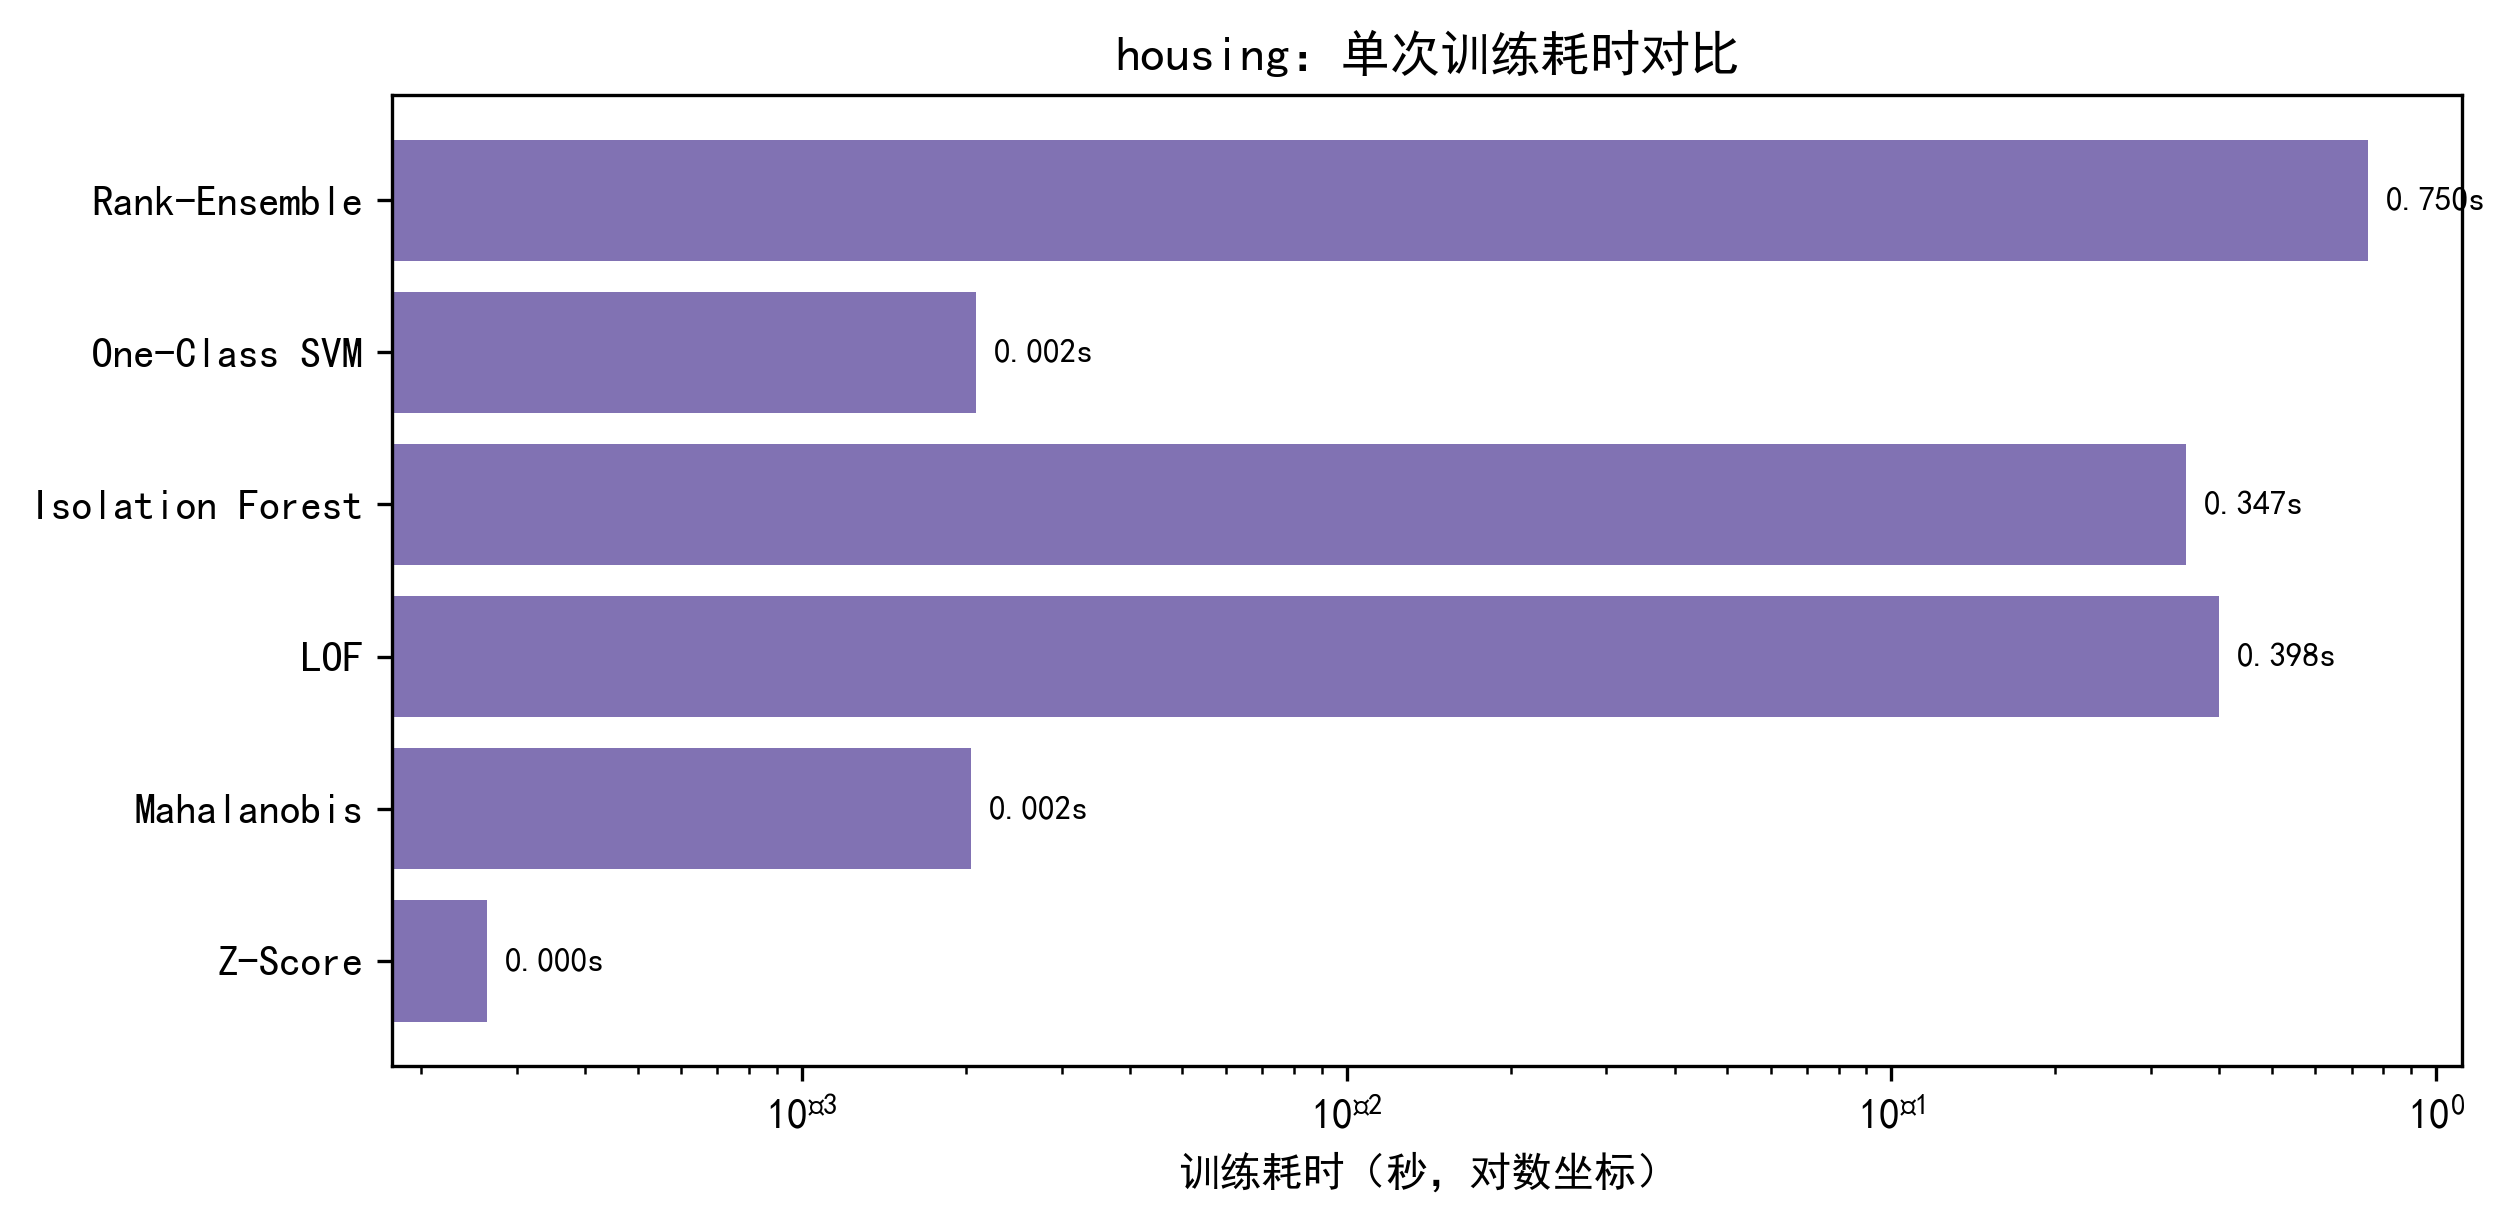 housing: 单次训练耗时对比
Rank-Ensemble
0.750s
One-Class SVM
0.002s
Isolation Forest
0.347s
LOF
0.398s
Mahalanobis
0.002s
Z-Score
0.000s
10¤3 10¤2 10¤1 100
训练耗时（秒，对数坐标）